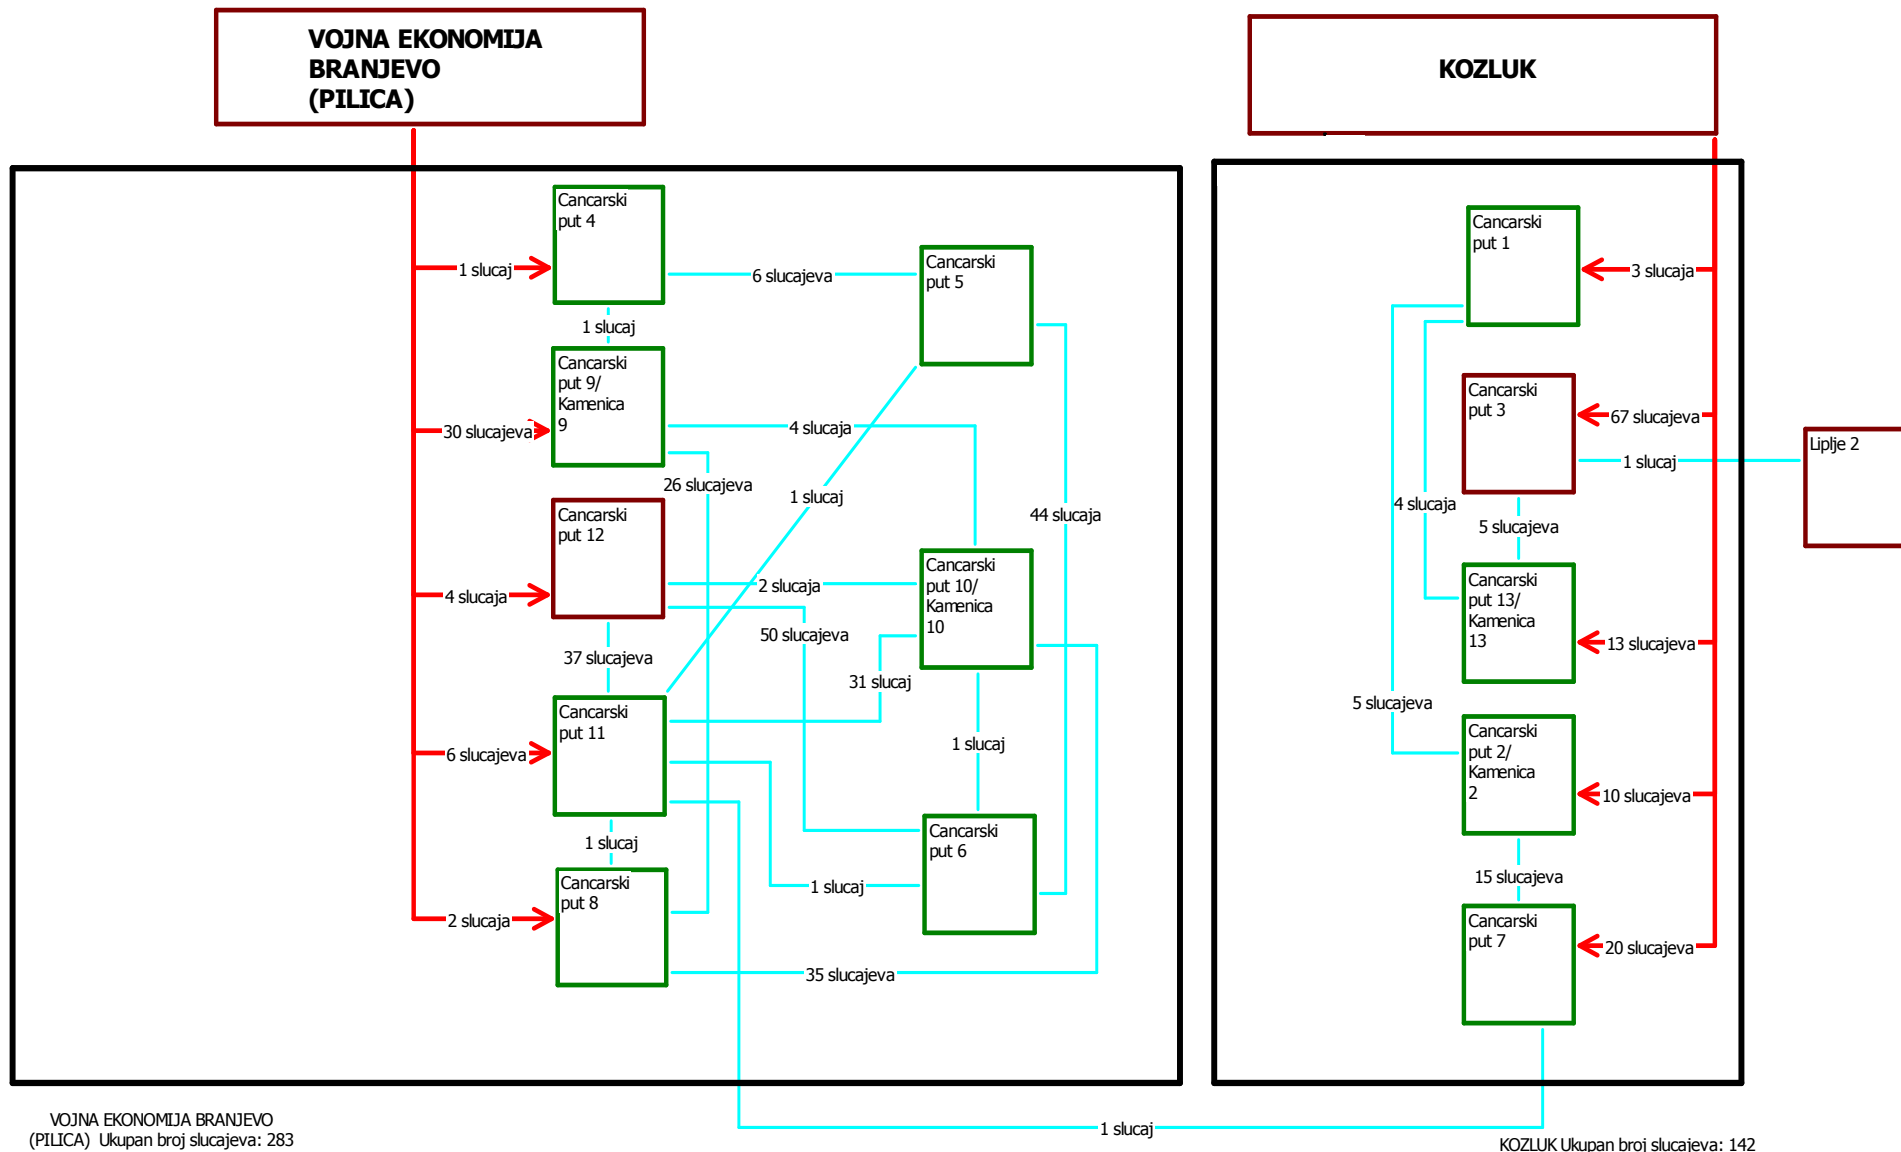 VOJNA EKONOMIJA
BRANJEVO
(PILICA)
KOZLUK
Cancarski
put 4
1 slucaj
6 slucajeva
Cancarski
put 5
1 slucaj
Cancarski
put 9/
Kamenica
9
30 slucajeva
4 slucaja
26 slucajeva
1 slucaj
44 slucaja
Cancarski
put 12
4 slucaja
2 slucaja
50 slucajeva
Cancarski
put 10/
Kamenica
10
37 slucajeva
31 slucaj
Cancarski
put 11
6 slucajeva
1 slucaj
1 slucaj
Cancarski
put 6
1 slucaj
Cancarski
put 8
2 slucaja
35 slucajeva
Cancarski
put 1
3 slucaja
Cancarski
put 3
67 slucajeva
1 slucaj
Liplje 2
4 slucaja
5 slucajeva
Cancarski
put 13/
Kamenica
13
13 slucajeva
5 slucajeva
Cancarski
put 2/
Kamenica
2
10 slucajeva
15 slucajeva
Cancarski
put 7
20 slucajeva
1 slucaj
VOJNA EKONOMIJA BRANJEVO
(PILICA) Ukupan broj slucajeva: 283
KOZLUK Ukupan broj slucajeva: 142